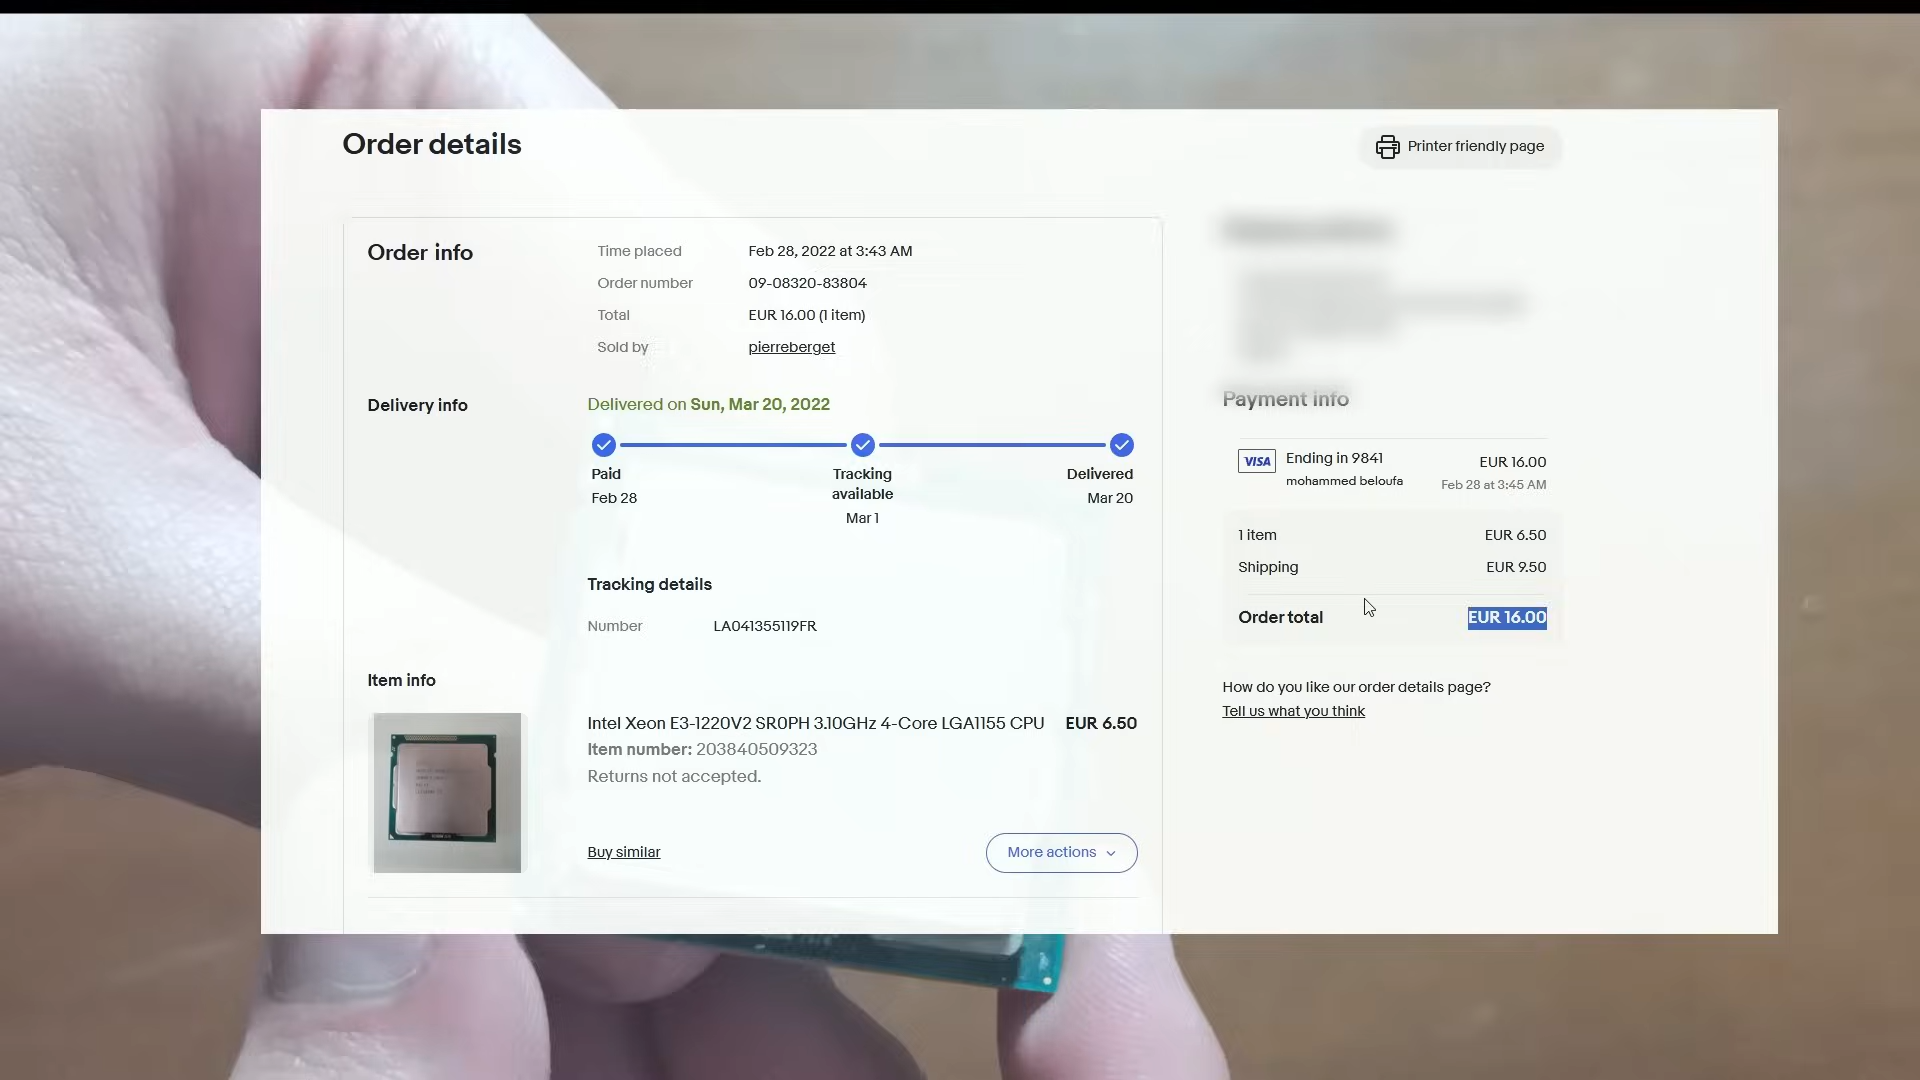 Order details
Printer friendly page
Order info
Time placed
Feb 28, 2022 at 3:43 AM
Order number
09-08320-83804
Total
EUR 16.00 (1 item)
Sold by
pierreberget
Delivery info
Delivered on Sun, Mar 20, 2022
Paid
Feb 28
Tracking
available
Mar 1
Delivered
Mar 20
Tracking details
Number
LA041355119FR
Item info
Intel Xeon E3-1220V2 SR0PH 3.10GHz 4-Core LGA1155 CPU
EUR 6.50
Item number: 203840509323
Returns not accepted.
Buy similar
More actions
Payment info
VISA
Ending in 9841
EUR 16.00
mohammed beloufa
Feb 28 at 3:45 AM
1 item
EUR 6.50
Shipping
EUR 9.50
Order total
EUR 16.00
How do you like our order details page?
Tell us what you think